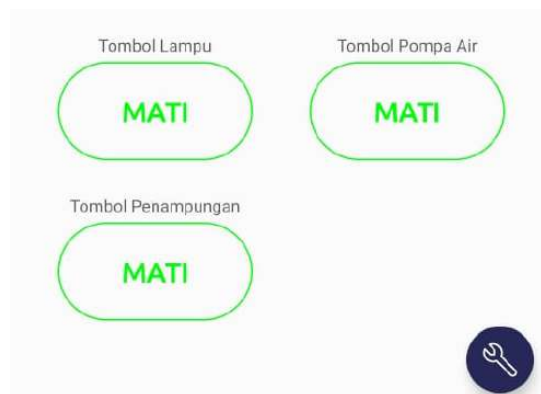 Tombol Lampu
Tombol Pompa Air
MATI
MATI
Tombol Penampungan
MATI